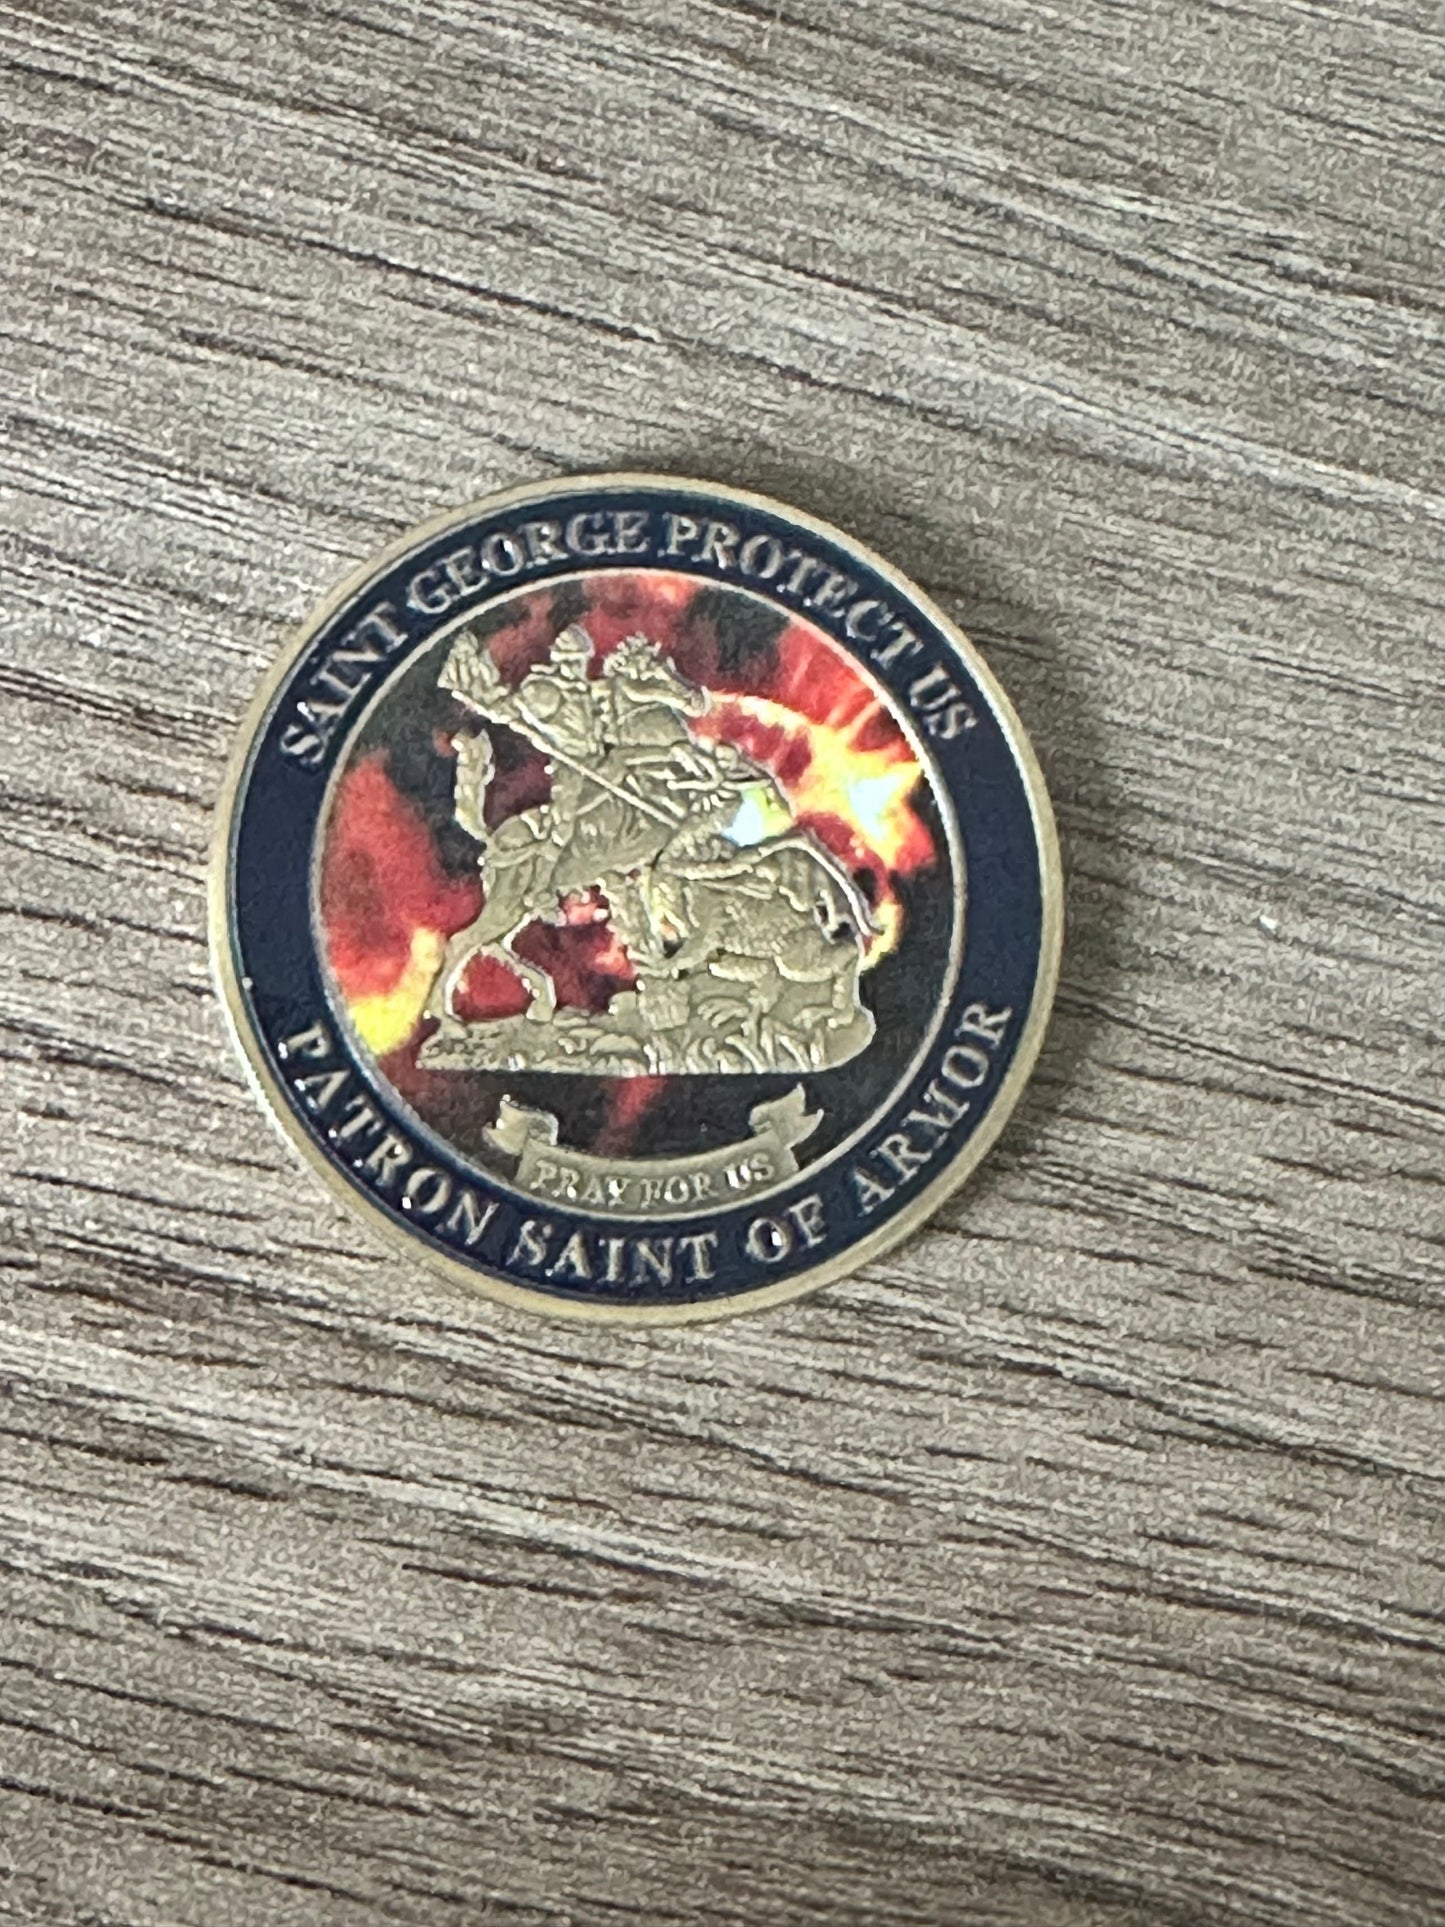 SAINT GEORGE PROTECT US
PRAY FOR US
PATRON SAINT OF ARMOR